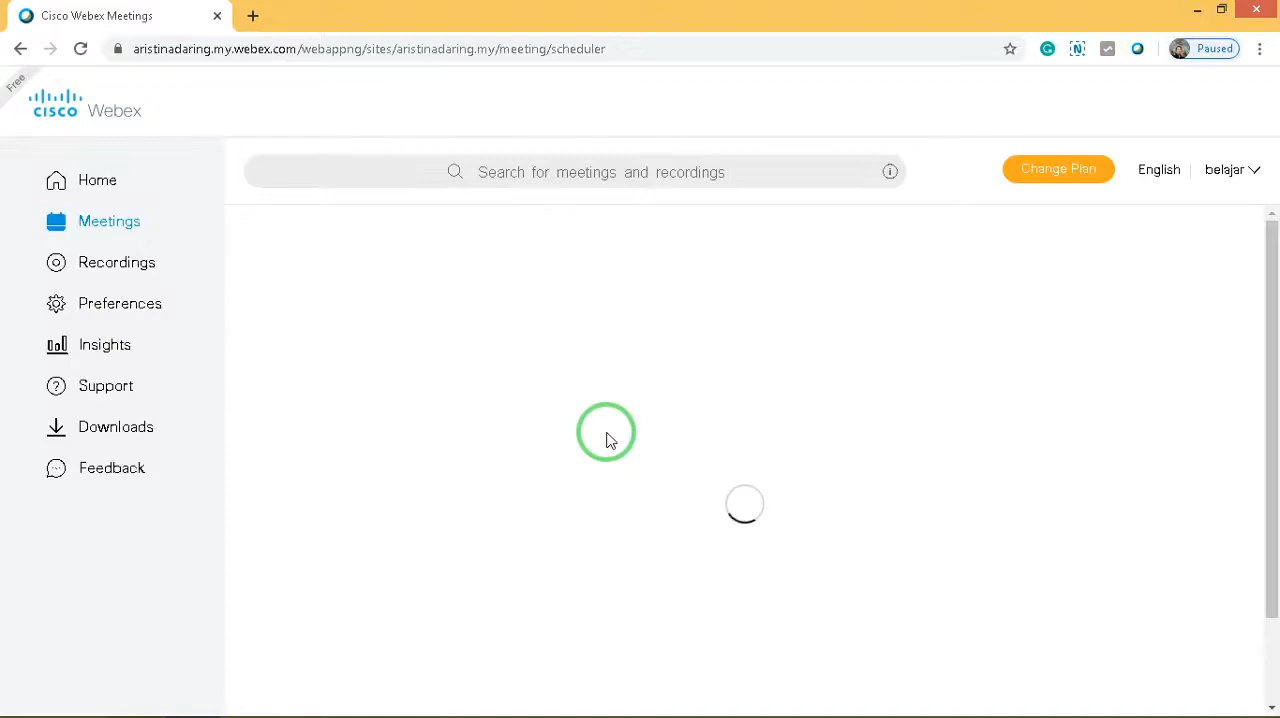 Cisco Webex Meetings
aristinadaring.my.webex.com/webappng/sites/aristinadaring.my/meeting/scheduler
Paused
Free
CISCO Webex
Search for meetings and recordings
Change Plan
English
belajar
Home
Meetings
Recordings
Preferences
Insights
Support
Downloads
Feedback